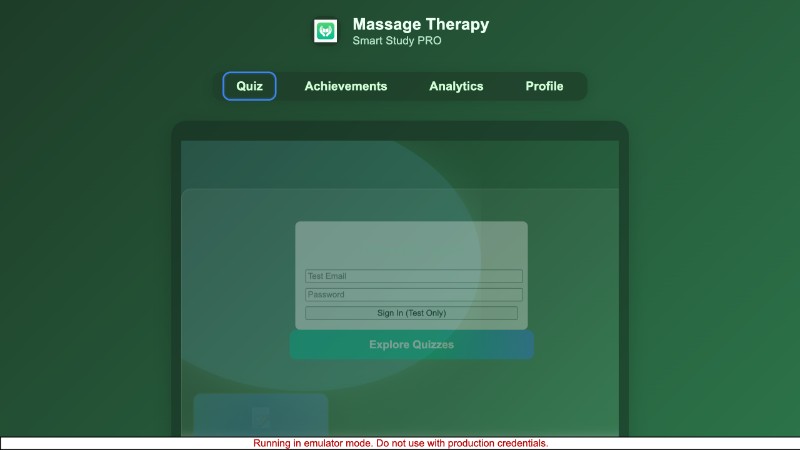 Massage Therapy
Smart Study PRO
Quiz
Achievements
Analytics
Profile
Test Email
Password
Sign In (Test Only)
Explore Quizzes
Running in emulator mode. Do not use with production credentials.